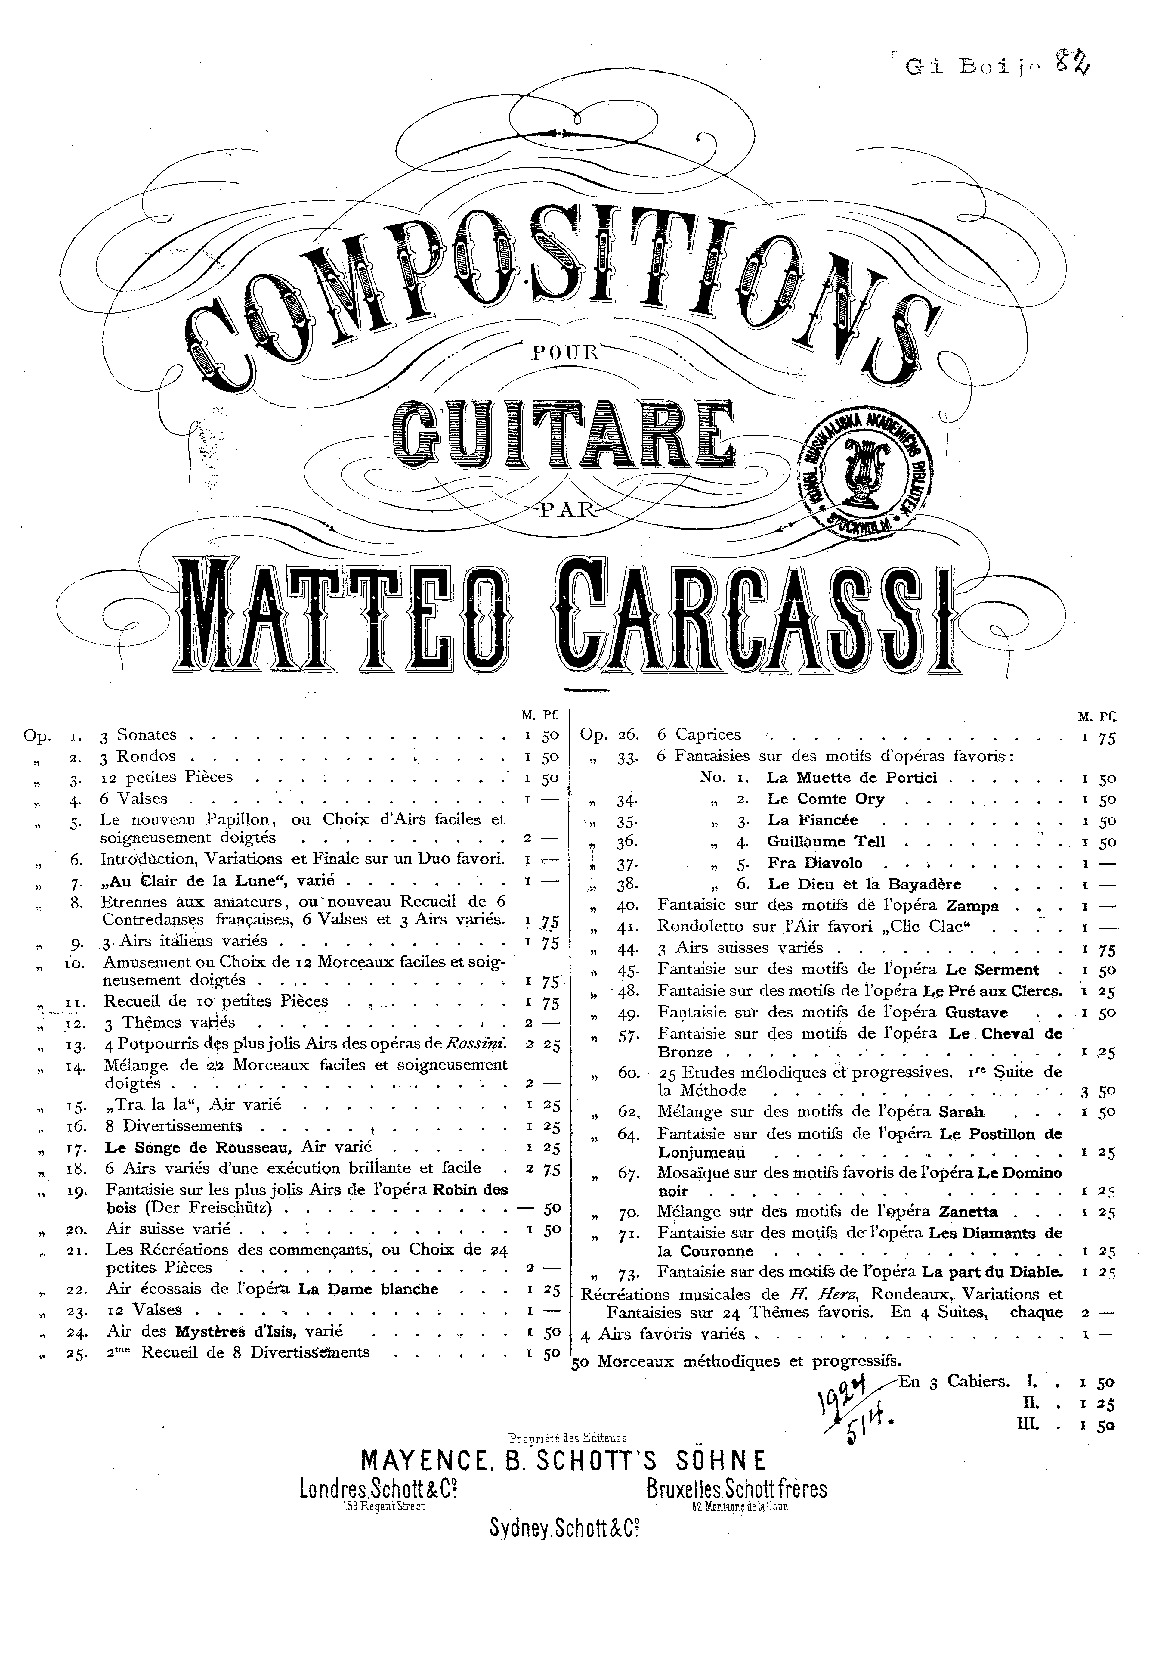 Gi Boije 82
COMPOSITIONS
POUR
GUITARE
PAR
MATTEO CARCASSI
KONGL MUSIKALISKA AKADEMIENS BIBLIOTEK
STOCKHOLM
M. Pf.
Op. 1. 3 Sonates . . . 1 50
„ 2. 3 Rondos . . . 1 50
„ 3. 12 petites Pièces . . . 1 50
„ 4. 6 Valses . . . 1 —
„ 5. Le nouveau Papillon, ou Choix d'Airs faciles et
soigneusement doigtés . . . 2 —
„ 6. Introduction, Variations et Finale sur un Duo favori. 1 —
„ 7. „Au Clair de la Lune“, varié . . . 1 —
„ 8. Etrennes aux amateurs, ou nouveau Recueil de 6
Contredanses françaises, 6 Valses et 3 Airs variés. 1 75
„ 9. 3 Airs italiens variés . . . 1 75
„ 10. Amusement ou Choix de 12 Morceaux faciles et soig-
neusement doigtés . . . 1 75
„ 11. Recueil de 10 petites Pièces . . . 1 75
„ 12. 3 Thêmes variés . . . 2 —
„ 13. 4 Potpourris des plus jolis Airs des opéras de Rossini. 2 25
„ 14. Mélange de 22 Morceaux faciles et soigneusement
doigtés . . . 2 —
„ 15. „Tra la la“, Air varié . . . 1 25
„ 16. 8 Divertissements . . . 1 25
„ 17. Le Songe de Rousseau, Air varié . . . 1 25
„ 18. 6 Airs variés d'une exécution brillante et facile . 2 75
„ 19. Fantaisie sur les plus jolis Airs de l'opéra Robin des
bois (Der Freischütz) . . . — 50
„ 20. Air suisse varié . . . 1 50
„ 21. Les Récréations des commençants, ou Choix de 24
petites Pièces . . . 2 —
„ 22. Air écossais de l'opéra La Dame blanche . . . 1 25
„ 23. 12 Valses . . . 1 —
„ 24. Air des Mystères d'Isis, varié . . . 1 50
„ 25. 2me Recueil de 8 Divertissements . . . 1 50
M. Pf.
Op. 26. 6 Caprices . . . 1 75
„ 33. 6 Fantaisies sur des motifs d'opéras favoris:
No. 1. La Muette de Portici . . . 1 50
„ 34. „ 2. Le Comte Ory . . . 1 50
„ 35. „ 3. La Fiancée . . . 1 50
„ 36. „ 4. Guillaume Tell . . . 1 50
„ 37. „ 5. Fra Diavolo . . . 1 —
„ 38. „ 6. Le Dieu et la Bayadère . . . 1 —
„ 40. Fantaisie sur des motifs de l'opéra Zampa . . . 1 —
„ 41. Rondoletto sur l'Air favori „Clic Clac“ . . . 1 —
„ 44. 3 Airs suisses variés . . . 1 75
„ 45. Fantaisie sur des motifs de l'opéra Le Serment . 1 50
„ 48. Fantaisie sur des motifs de l'opéra Le Pré aux Clercs. 1 25
„ 49. Fantaisie sur des motifs de l'opéra Gustave . . 1 50
„ 57. Fantaisie sur des motifs de l'opéra Le Cheval de
Bronze . . . 1 25
„ 60. 25 Etudes mélodiques et progressives, 1re Suite de
la Méthode . . . 3 50
„ 62. Mélange sur des motifs de l'opéra Sarah . . . 1 50
„ 64. Fantaisie sur des motifs de l'opéra Le Postillon de
Lonjumeau . . . 1 25
„ 67. Mosaïque sur des motifs favoris de l'opéra Le Domino
noir . . . 1 25
„ 70. Mélange sur des motifs de l'opéra Zanetta . . . 1 25
„ 71. Fantaisie sur des motifs de l'opéra Les Diamants de
la Couronne . . . 1 25
„ 73. Fantaisie sur des motifs de l'opéra La part du Diable. 1 25
Récréations musicales de H. Herz, Rondeaux, Variations et
Fantaisies sur 24 Thêmes favoris. En 4 Suites, chaque 2 —
4 Airs favoris variés . . . 1 —
50 Morceaux méthodiques et progressifs.
En 3 Cahiers. I. . 1 50
II. . 1 25
III. . 1 50
1924/514.
Propriété des Editeurs
MAYENCE, B. SCHOTT'S SÖHNE
Londres, Schott & Co. Bruxelles, Schott frères
159 Regent Street 82 Montagne de la Cour
Sydney, Schott & Co.